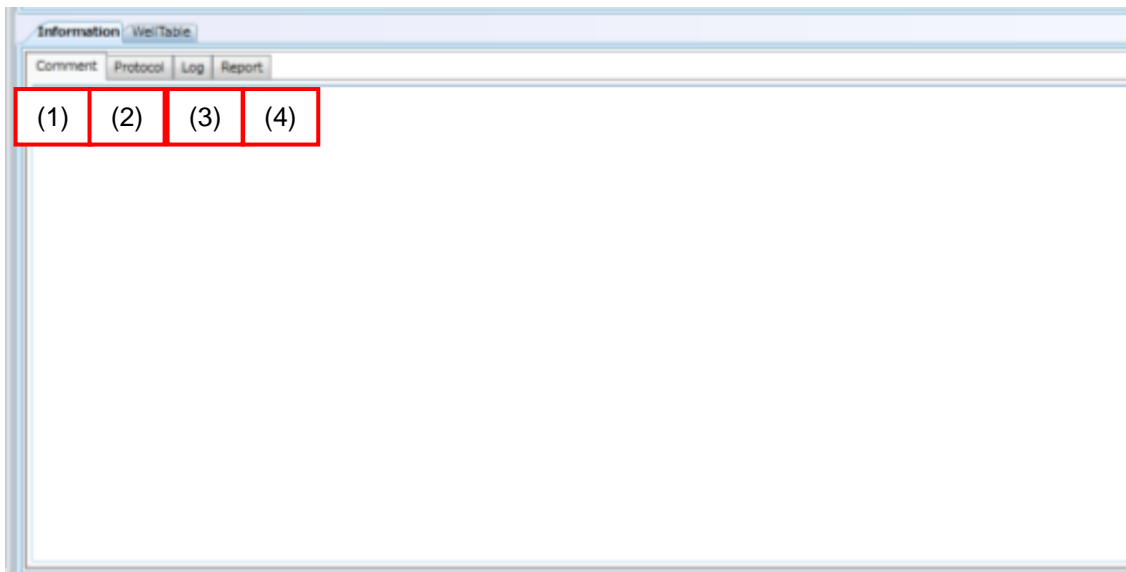 Information WellTable
Comment Protocol Log Report
(1) (2) (3) (4)